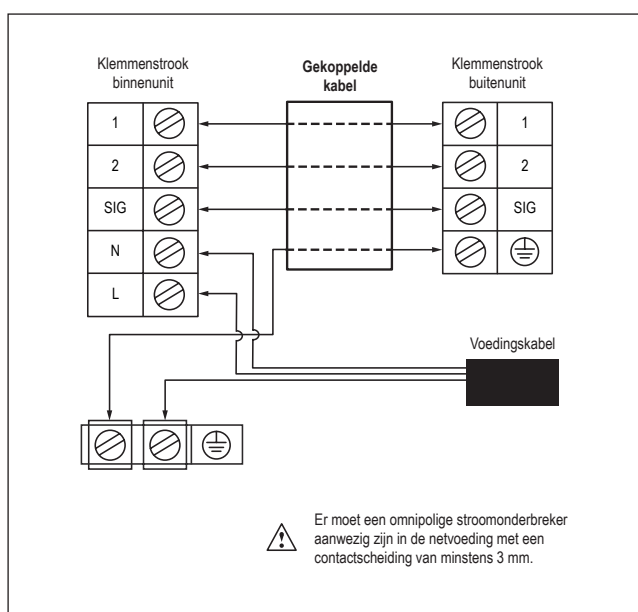 Klemmenstrook
binnenunit
Gekoppelde
kabel
Klemmenstrook
buitenunit
1
2
SIG
N
L
1
2
SIG
Voedingskabel
Er moet een omnipolige stroomonderbreker
aanwezig zijn in de netvoeding met een
contactscheiding van minstens 3 mm.